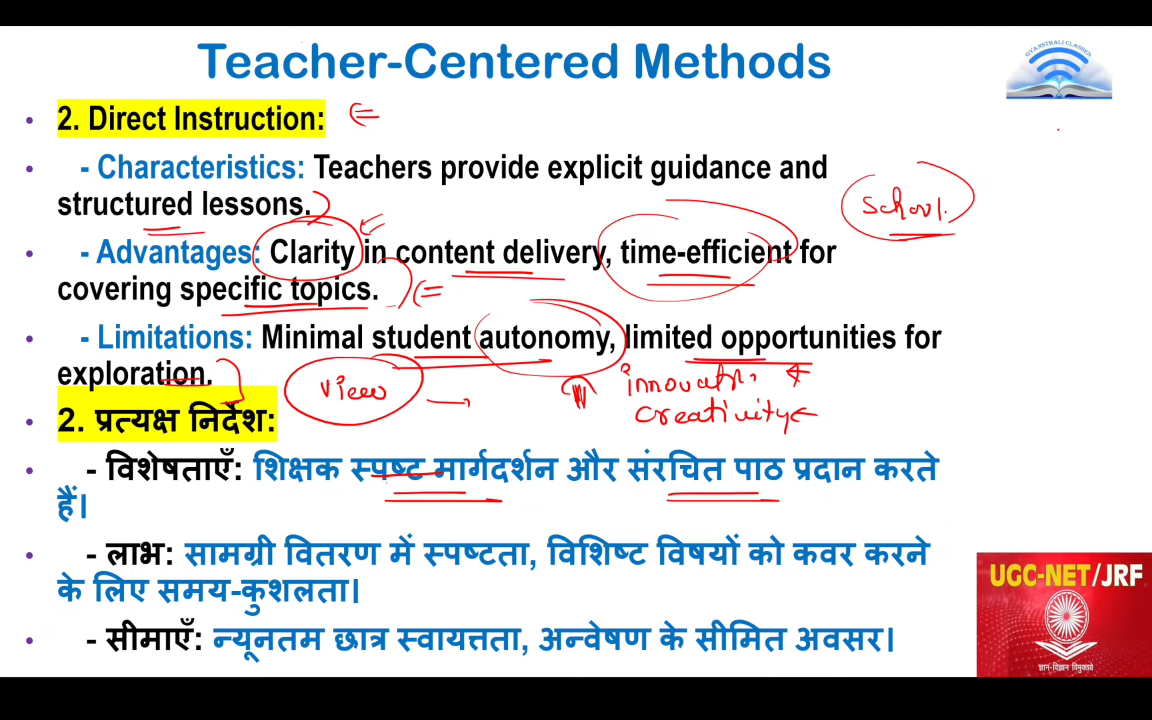 Teacher-Centered Methods
GYANSTHALI CLASSES
• 2. Direct Instruction:
• - Characteristics: Teachers provide explicit guidance and
structured lessons.
School.
• - Advantages: Clarity in content delivery, time-efficient for
covering specific topics.
• - Limitations: Minimal student autonomy, limited opportunities for
exploration.
View
creativity
• 2. प्रत्यक्ष निर्देश:
• - विशेषताएँ: शिक्षक स्पष्ट मार्गदर्शन और संरचित पाठ प्रदान करते
हैं।
• - लाभ: सामग्री वितरण में स्पष्टता, विशिष्ट विषयों को कवर करने
के लिए समय-कुशलता।
• - सीमाएँ: न्यूनतम छात्र स्वायत्तता, अन्वेषण के सीमित अवसर।
UGC-NET/JRF
ज्ञान-विज्ञान विमुक्तये